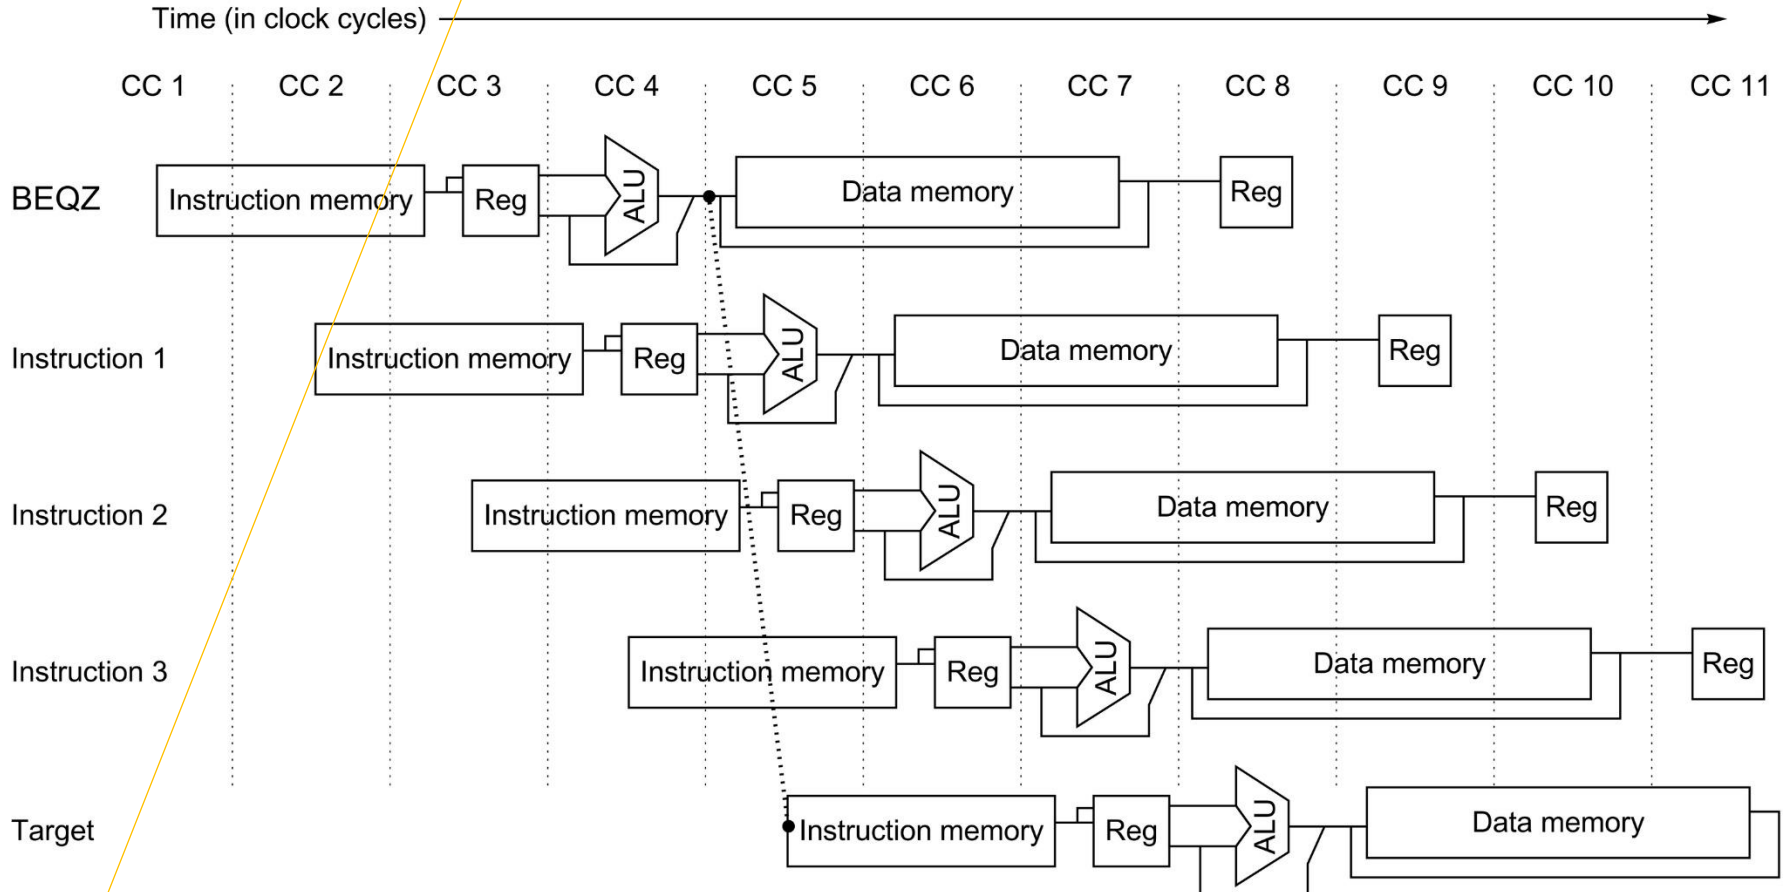 Time (in clock cycles)
CC 1 CC 2 CC 3 CC 4 CC 5 CC 6 CC 7 CC 8 CC 9 CC 10 CC 11
BEQZ Instruction memory Reg ALU Data memory Reg
Instruction 1 Instruction memory Reg ALU Data memory Reg
Instruction 2 Instruction memory Reg ALU Data memory Reg
Instruction 3 Instruction memory Reg ALU Data memory Reg
Target Instruction memory Reg ALU Data memory